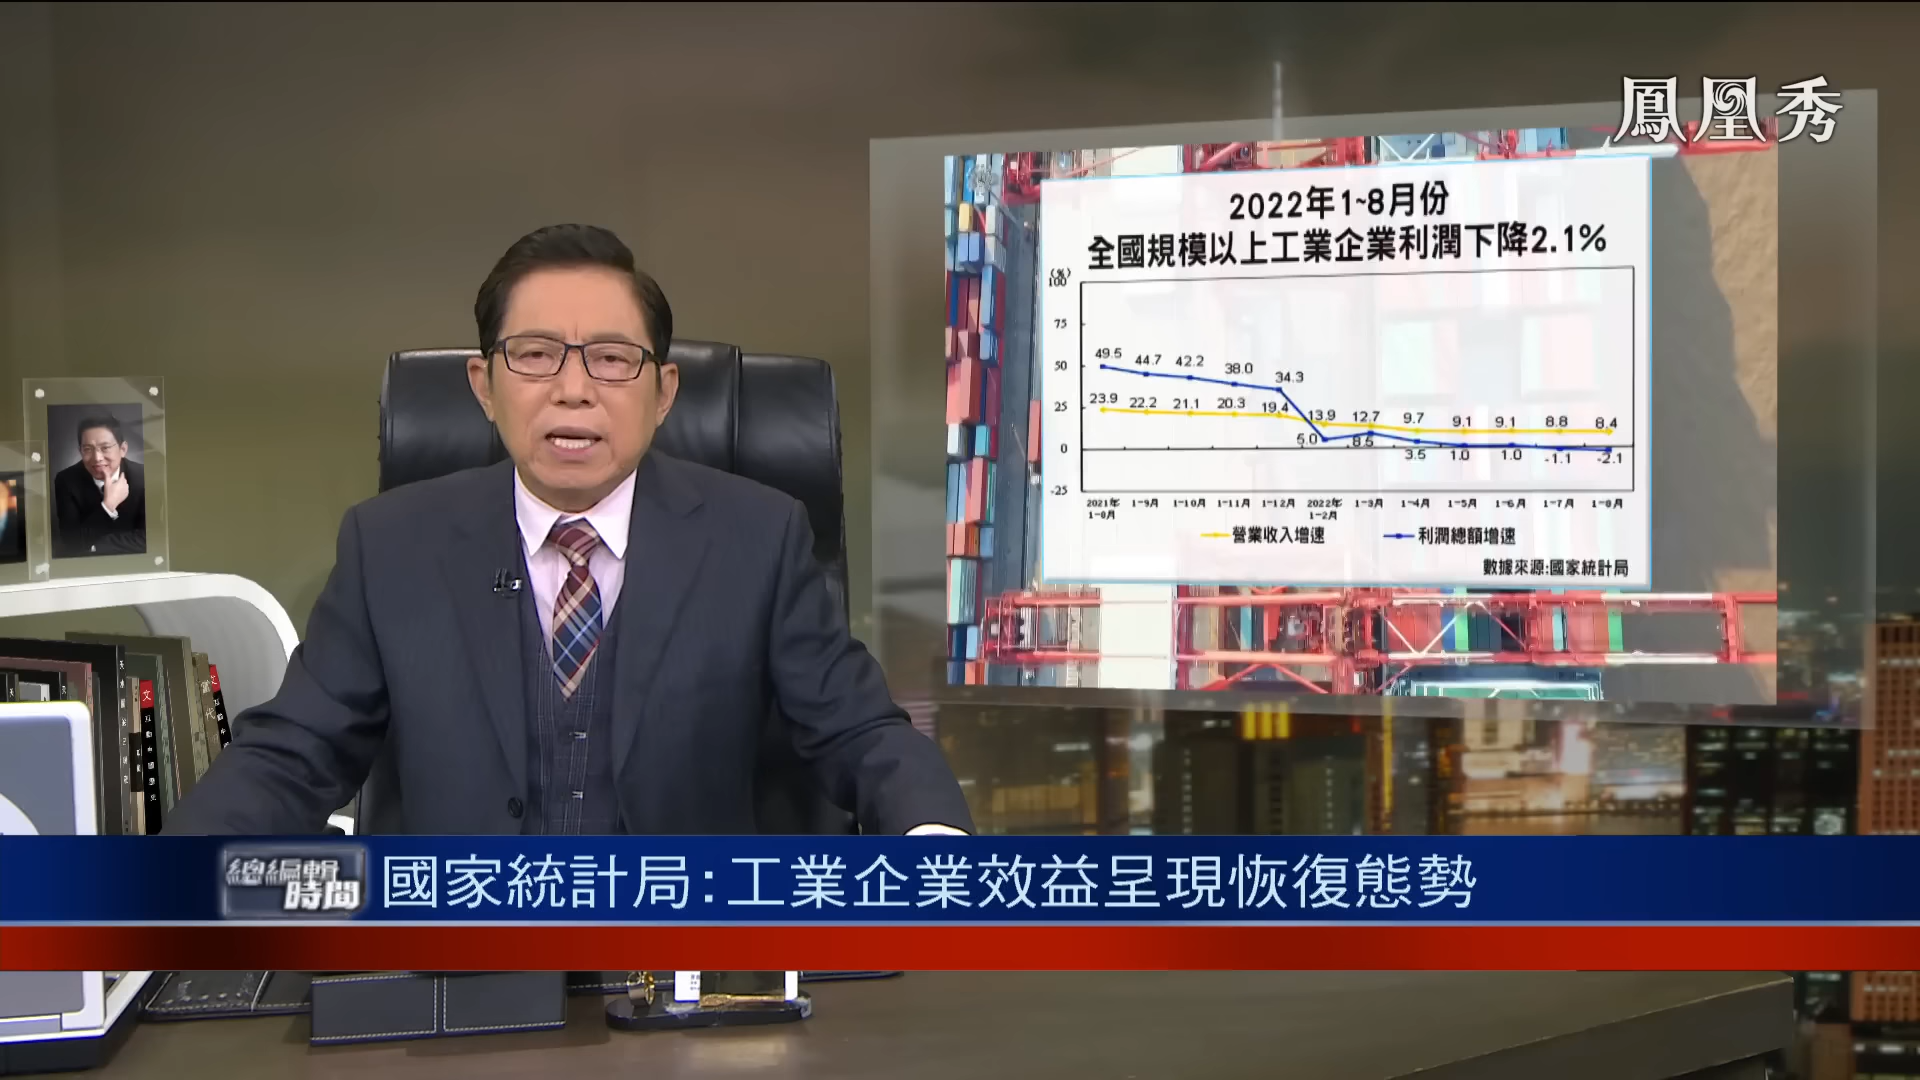 鳳凰秀
2022年1~8月份
全國規模以上工業企業利潤下降2.1%
(%)
100
75
50
25
0
-25
49.5 44.7 42.2 38.0 34.3
23.9 22.2 21.1 20.3 19.4 13.9 12.7 9.7 9.1 9.1 8.8 8.4
5.0 8.5 3.5 1.0 1.0 -1.1 -2.1
2021年 1-8月 1-9月 1-10月 1-11月 1-12月 2022年 1-2月 1-3月 1-4月 1-5月 1-6月 1-7月 1-8月
營業收入增速 利潤總額增速
數據來源:國家統計局
總編輯
時間
國家統計局:工業企業效益呈現恢復態勢